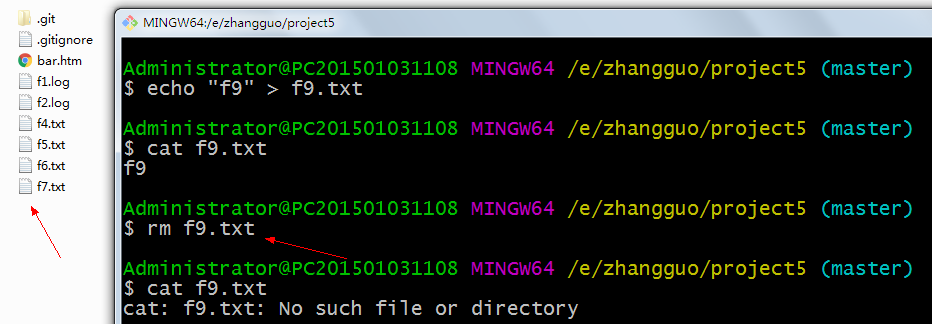 .git
.gitignore
bar.htm
f1.log
f2.log
f4.txt
f5.txt
f6.txt
f7.txt
MINGW64:/e/zhangguo/project5
Administrator@PC201501031108 MINGW64 /e/zhangguo/project5 (master)
$ echo "f9" > f9.txt
Administrator@PC201501031108 MINGW64 /e/zhangguo/project5 (master)
$ cat f9.txt
f9
Administrator@PC201501031108 MINGW64 /e/zhangguo/project5 (master)
$ rm f9.txt
Administrator@PC201501031108 MINGW64 /e/zhangguo/project5 (master)
$ cat f9.txt
cat: f9.txt: No such file or directory